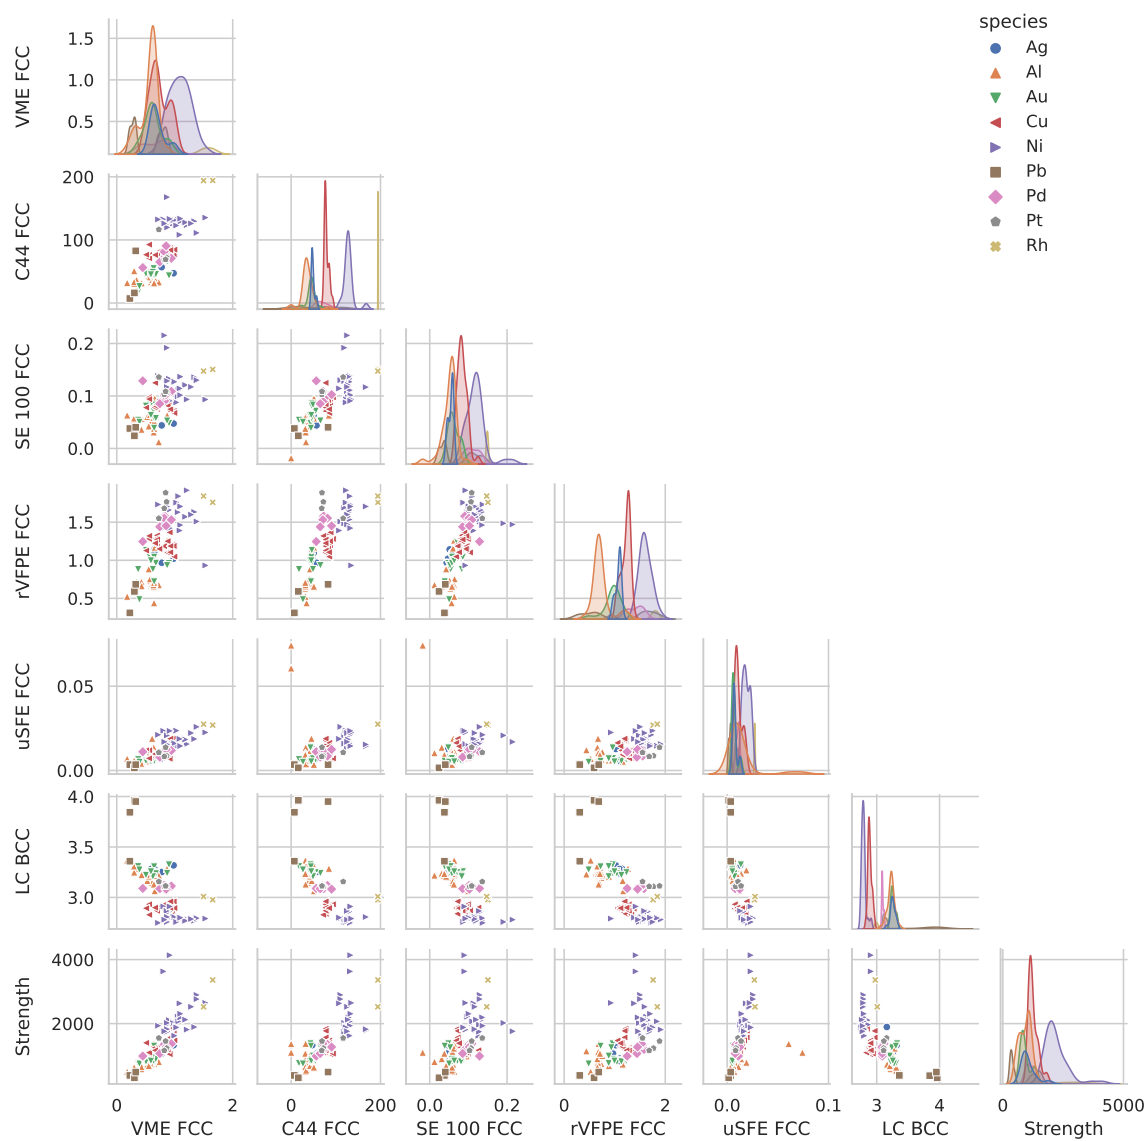 species
Ag
Al
Au
Cu
Ni
Pb
Pd
Pt
Rh
VME FCC
1.5
1.0
0.5
C44 FCC
200
100
0
SE 100 FCC
0.2
0.1
0.0
rVFPE FCC
1.5
1.0
0.5
uSFE FCC
0.05
0.00
LC BCC
4.0
3.5
3.0
Strength
4000
2000
0 2 0 200 0.0 0.2 0 2 0.0 0.1 3 4 0 5000
VME FCC C44 FCC SE 100 FCC rVFPE FCC uSFE FCC LC BCC Strength